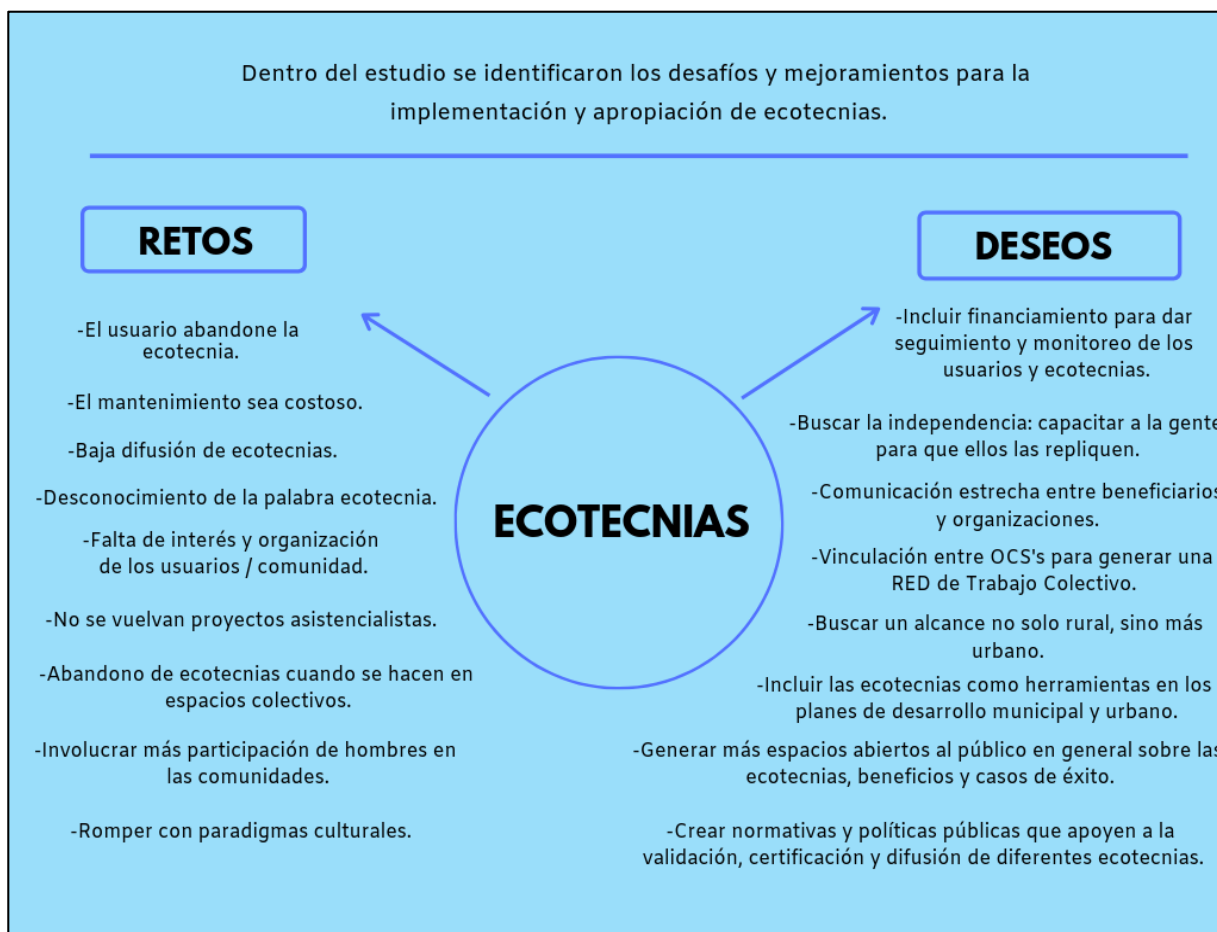 Dentro del estudio se identificaron los desafíos y mejoramientos para la
implementación y apropiación de ecotecnias.
RETOS
-El usuario abandone la
ecotecnia.
-El mantenimiento sea costoso.
-Baja difusión de ecotecnias.
-Desconocimiento de la palabra ecotecnia.
-Falta de interés y organización
de los usuarios / comunidad.
-No se vuelvan proyectos asistencialistas.
-Abandono de ecotecnias cuando se hacen en
espacios colectivos.
-Involucrar más participación de hombres en
las comunidades.
-Romper con paradigmas culturales.
ECOTECNIAS
DESEOS
-Incluir financiamiento para dar
seguimiento y monitoreo de los
usuarios y ecotecnias.
-Buscar la independencia: capacitar a la gente
para que ellos las repliquen.
-Comunicación estrecha entre beneficiarios
y organizaciones.
-Vinculación entre OCS's para generar una
RED de Trabajo Colectivo.
-Buscar un alcance no solo rural, sino más
urbano.
-Incluir las ecotecnias como herramientas en los
planes de desarrollo municipal y urbano.
-Generar más espacios abiertos al público en general sobre las
ecotecnias, beneficios y casos de éxito.
-Crear normativas y políticas públicas que apoyen a la
validación, certificación y difusión de diferentes ecotecnias.